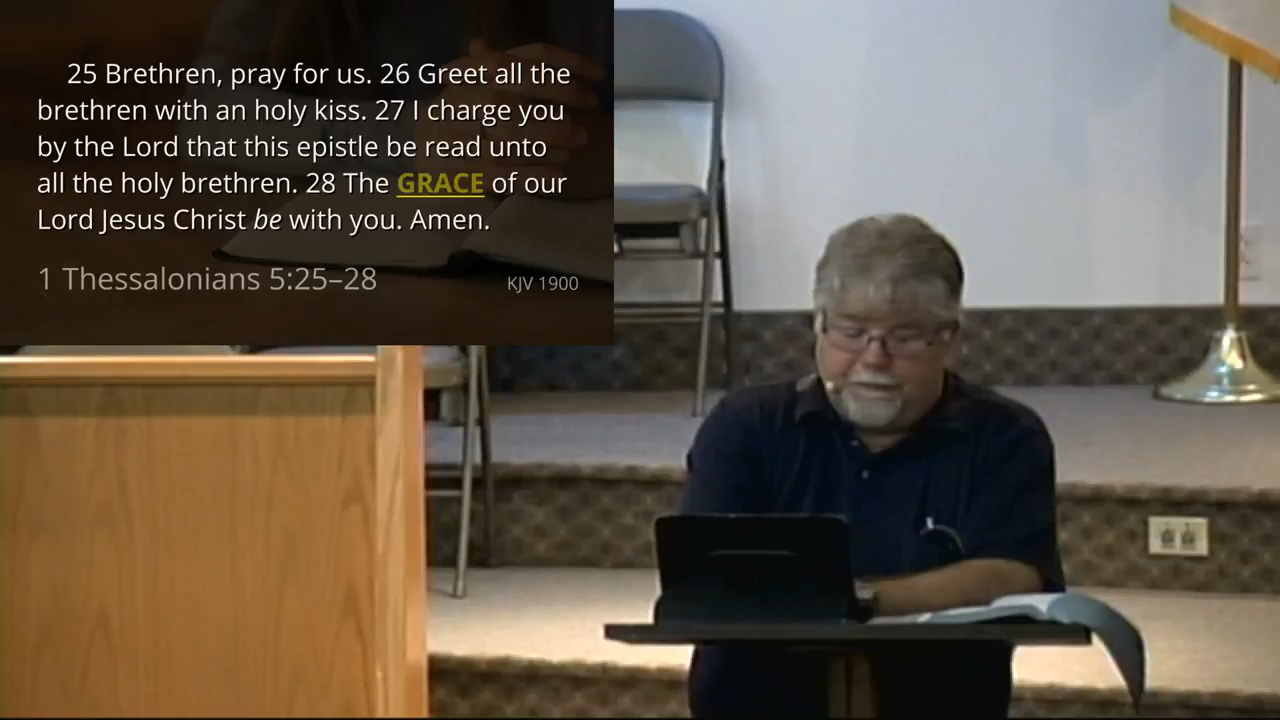 25 Brethren, pray for us. 26 Greet all the
brethren with an holy kiss. 27 I charge you
by the Lord that this epistle be read unto
all the holy brethren. 28 The GRACE of our
Lord Jesus Christ be with you. Amen.
1 Thessalonians 5:25–28
KJV 1900